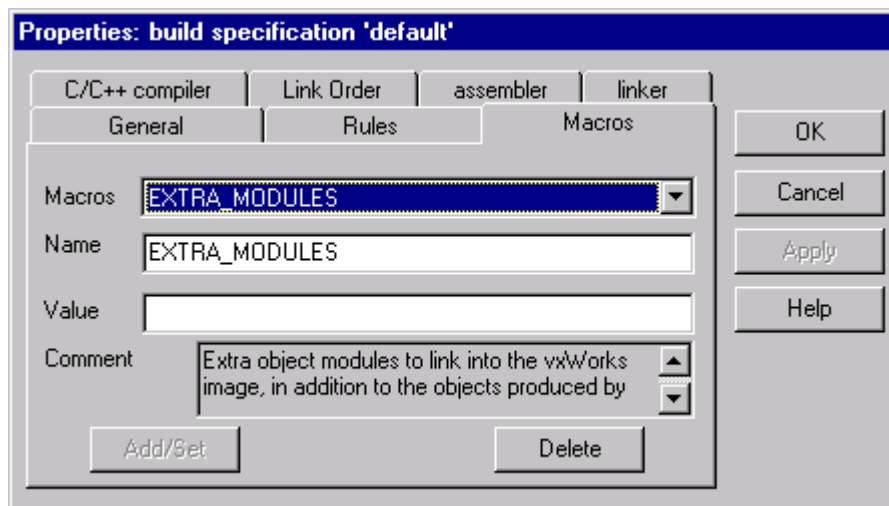 Properties: build specification 'default'
C/C++ compiler
Link Order
assembler
linker
General
Rules
Macros
OK
Cancel
Apply
Help
Macros
EXTRA_MODULES
Name
EXTRA_MODULES
Value
Comment
Extra object modules to link into the vxWorks
image, in addition to the objects produced by
Add/Set
Delete